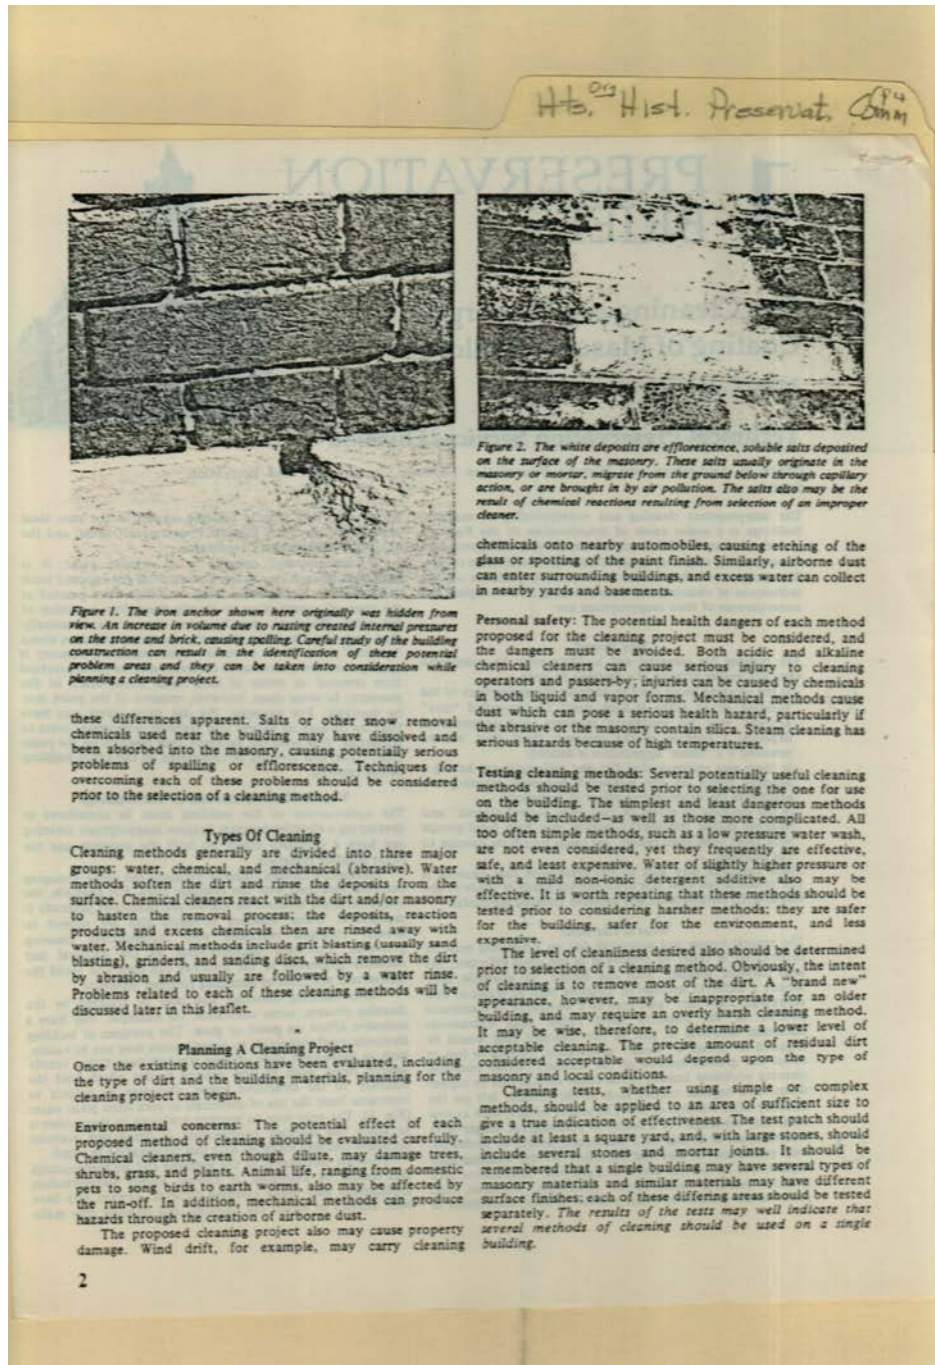 Hts. Org Hist. Preservat. Comm
PRESERVATION
Figure 1. The iron anchor shown here originally was hidden from
view. An increase in volume due to rusting created internal pressures
on the stone and brick, causing spalling. Careful study of the building
construction can result in the identification of these potential
problem areas and they can be taken into consideration while
planning a cleaning project.
these differences apparent. Salts or other snow removal
chemicals used near the building may have dissolved and
been absorbed into the masonry, causing potentially serious
problems of spalling or efflorescence. Techniques for
overcoming each of these problems should be considered
prior to the selection of a cleaning method.
Types Of Cleaning
Cleaning methods generally are divided into three major
groups: water, chemical, and mechanical (abrasive). Water
methods soften the dirt and rinse the deposits from the
surface. Chemical cleaners react with the dirt and/or masonry
to hasten the removal process; the deposits, reaction
products and excess chemicals then are rinsed away with
water. Mechanical methods include grit blasting (usually sand
blasting), grinders, and sanding discs, which remove the dirt
by abrasion and usually are followed by a water rinse.
Problems related to each of these cleaning methods will be
discussed later in this leaflet.
Planning A Cleaning Project
Once the existing conditions have been evaluated, including
the type of dirt and the building materials, planning for the
cleaning project can begin.
Environmental concerns: The potential effect of each
proposed method of cleaning should be evaluated carefully.
Chemical cleaners, even though dilute, may damage trees,
shrubs, grass, and plants. Animal life, ranging from domestic
pets to song birds to earth worms, also may be affected by
the run-off. In addition, mechanical methods can produce
hazards through the creation of airborne dust.
The proposed cleaning project also may cause property
damage. Wind drift, for example, may carry cleaning
2
Figure 2. The white deposits are efflorescence, soluble salts deposited
on the surface of the masonry. These salts usually originate in the
masonry or mortar, migrate from the ground below through capillary
action, or are brought in by air pollution. The salts also may be the
result of chemical reactions resulting from selection of an improper
cleaner.
chemicals onto nearby automobiles, causing etching of the
glass or spotting of the paint finish. Similarly, airborne dust
can enter surrounding buildings, and excess water can collect
in nearby yards and basements.
Personal safety: The potential health dangers of each method
proposed for the cleaning project must be considered, and
the dangers must be avoided. Both acidic and alkaline
chemical cleaners can cause serious injury to cleaning
operators and passers-by; injuries can be caused by chemicals
in both liquid and vapor forms. Mechanical methods cause
dust which can pose a serious health hazard, particularly if
the abrasive or the masonry contain silica. Steam cleaning has
serious hazards because of high temperatures.
Testing cleaning methods: Several potentially useful cleaning
methods should be tested prior to selecting the one for use
on the building. The simplest and least dangerous methods
should be included—as well as those more complicated. All
too often simple methods, such as a low pressure water wash,
are not even considered, yet they frequently are effective,
safe, and least expensive. Water of slightly higher pressure or
with a mild non-ionic detergent additive also may be
effective. It is worth repeating that these methods should be
tested prior to considering harsher methods; they are safer
for the building, safer for the environment, and less
expensive.
The level of cleanliness desired also should be determined
prior to selection of a cleaning method. Obviously, the intent
of cleaning is to remove most of the dirt. A "brand new"
appearance, however, may be inappropriate for an older
building, and may require an overly harsh cleaning method.
It may be wise, therefore, to determine a lower level of
acceptable cleaning. The precise amount of residual dirt
considered acceptable would depend upon the type of
masonry and local conditions.
Cleaning tests, whether using simple or complex
methods, should be applied to an area of sufficient size to
give a true indication of effectiveness. The test patch should
include at least a square yard, and, with large stones, should
include several stones and mortar joints. It should be
remembered that a single building may have several types of
masonry materials and similar materials may have different
surface finishes; each of these differing areas should be tested
separately. The results of the tests may well indicate that
several methods of cleaning should be used on a single
building.